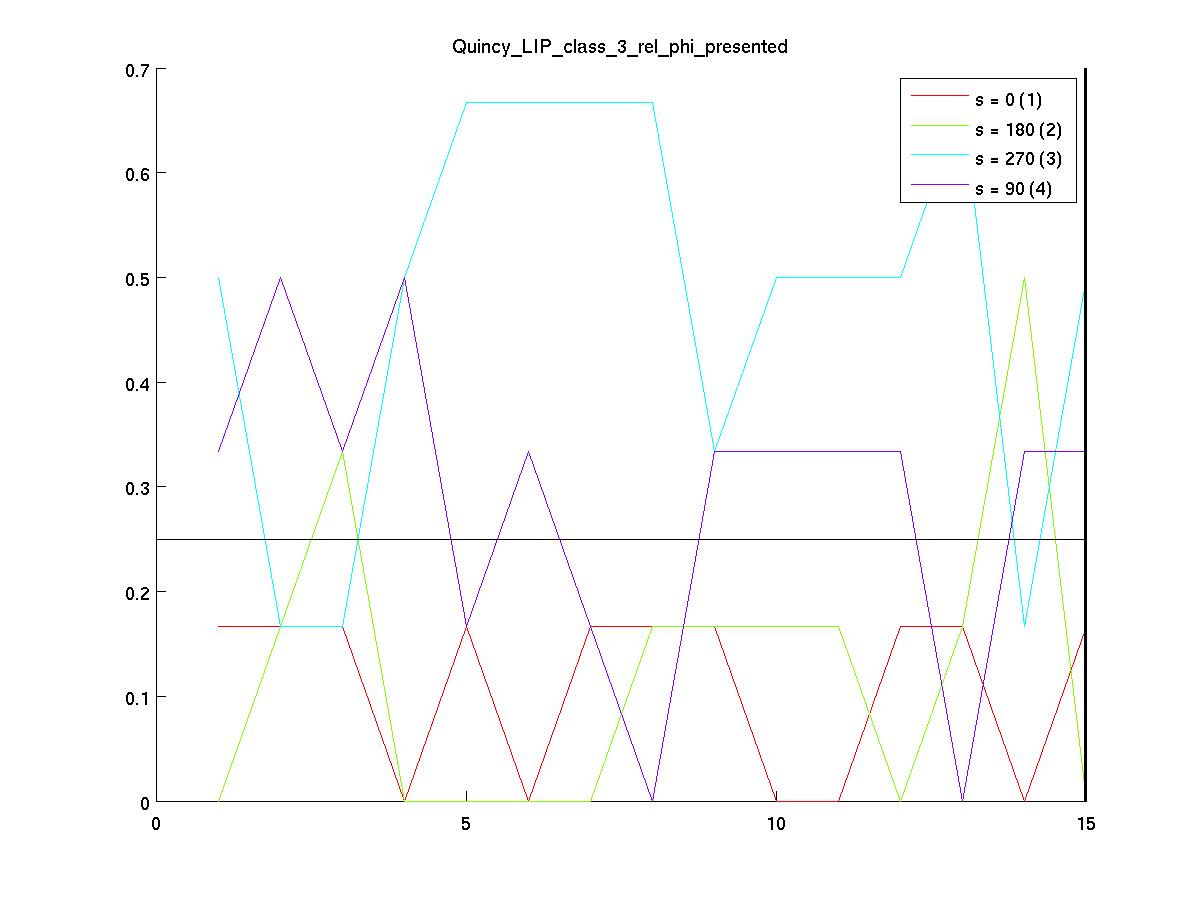 Quincy_LIP_class_3_rel_phi_presented
0.7
0.6
0.5
0.4
0.3
0.2
0.1
0
s = 0 (1)
s = 180 (2)
s = 270 (3)
s = 90 (4)
0 5 10 15